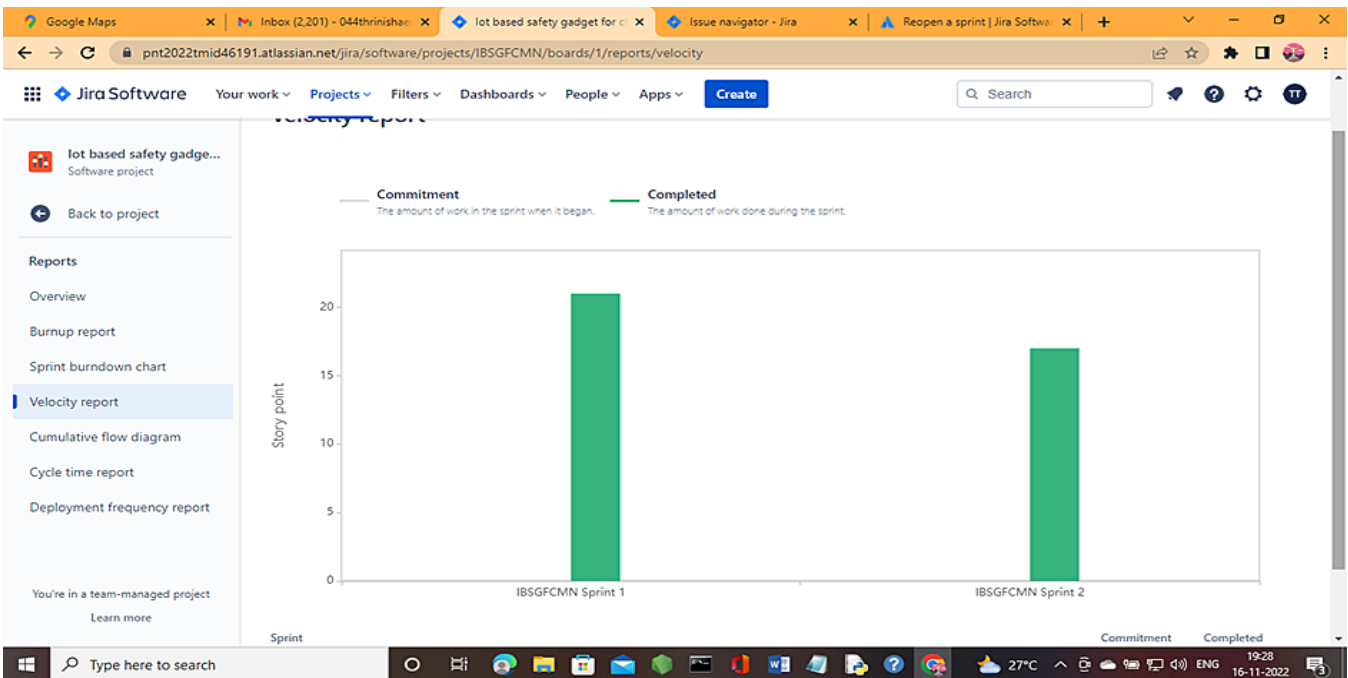 Google Maps
Inbox (2,201) - 044thrinishae
Iot based safety gadget for c
Issue navigator - Jira
Reopen a sprint | Jira Softwar
pnt2022tmid46191.atlassian.net/jira/software/projects/IBSGFCMN/boards/1/reports/velocity
Jira Software
Your work
Projects
Filters
Dashboards
People
Apps
Create
Search
TT
Velocity report
Iot based safety gadge...
Software project
Back to project
Reports
Overview
Burnup report
Sprint burndown chart
Velocity report
Cumulative flow diagram
Cycle time report
Deployment frequency report
You're in a team-managed project
Learn more
Commitment
The amount of work in the sprint when it began.
Completed
The amount of work done during the sprint.
Story point
20
15
10
5
0
IBSGFCMN Sprint 1
IBSGFCMN Sprint 2
Sprint
Commitment
Completed
Type here to search
27°C
ENG
19:28
16-11-2022
3